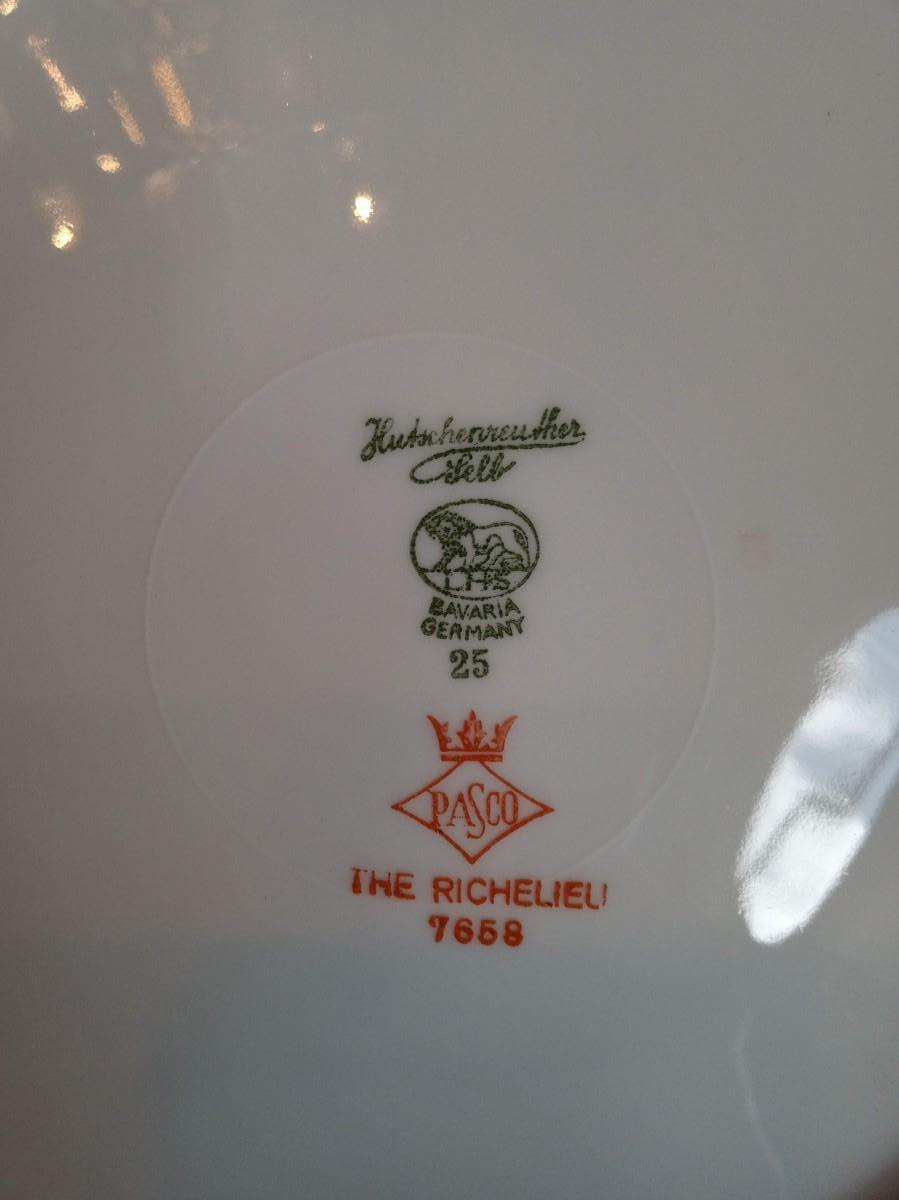 Hutschenreuther
Selb
LHS
BAVARIA
GERMANY
25
PASCO
THE RICHELIEU
7658